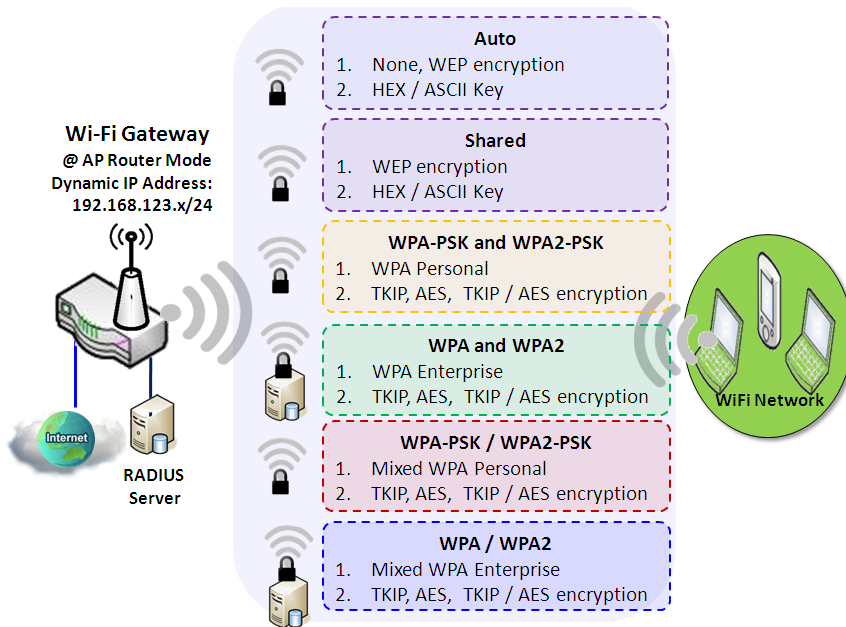 Wi-Fi Gateway
@ AP Router Mode
Dynamic IP Address:
192.168.123.x/24
Internet
RADIUS
Server
Auto
1. None, WEP encryption
2. HEX / ASCII Key
Shared
1. WEP encryption
2. HEX / ASCII Key
WPA-PSK and WPA2-PSK
1. WPA Personal
2. TKIP, AES, TKIP / AES encryption
WPA and WPA2
1. WPA Enterprise
2. TKIP, AES, TKIP / AES encryption
WPA-PSK / WPA2-PSK
1. Mixed WPA Personal
2. TKIP, AES, TKIP / AES encryption
WPA / WPA2
1. Mixed WPA Enterprise
2. TKIP, AES, TKIP / AES encryption
WiFi Network